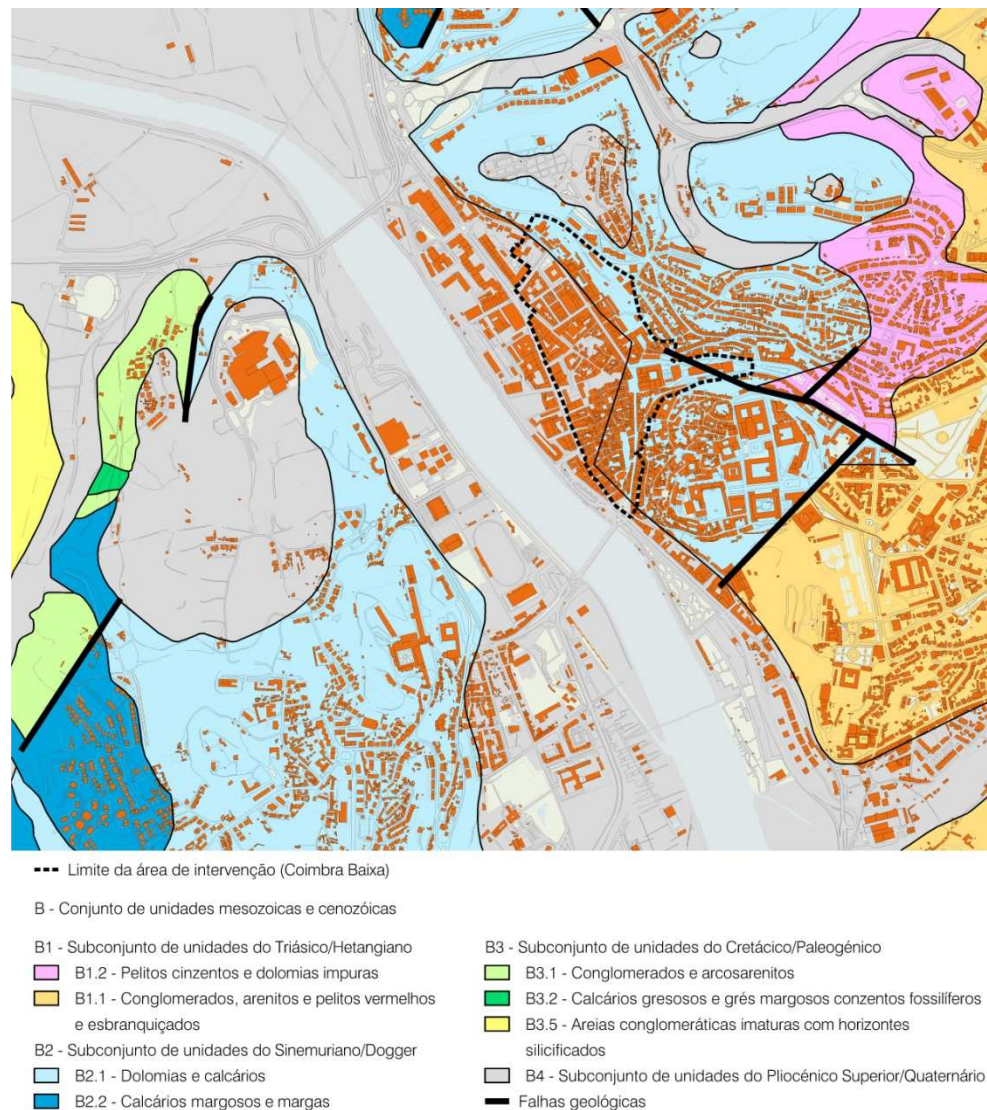 Limite da área de intervenção (Coimbra Baixa)
B - Conjunto de unidades mesozoicas e cenozóicas
B1 - Subconjunto de unidades do Triásico/Hetangiano
B1.2 - Pelitos cinzentos e dolomias impuras
B1.1 - Conglomerados, arenitos e pelitos vermelhos
e esbranquiçados
B2 - Subconjunto de unidades do Sinemuriano/Dogger
B2.1 - Dolomias e calcários
B2.2 - Calcários margosos e margas
B3 - Subconjunto de unidades do Cretácico/Paleogénico
B3.1 - Conglomerados e arcosarenitos
B3.2 - Calcários gresosos e grés margosos conzentos fossilíferos
B3.5 - Areias conglomeráticas imaturas com horizontes
silicificados
B4 - Subconjunto de unidades do Pliocénico Superior/Quaternário
Falhas geológicas